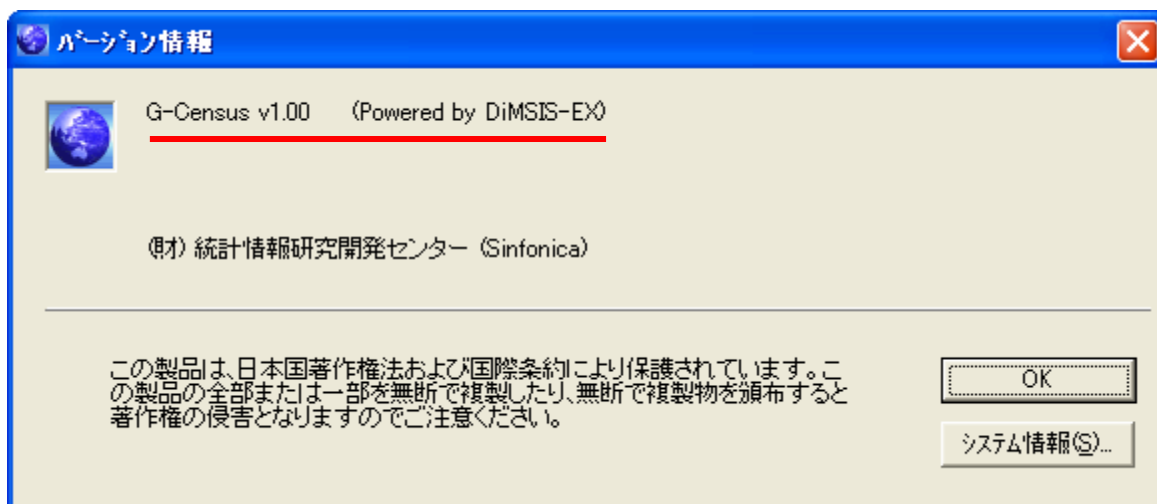 バージョン情報
G-Census v1.00 (Powered by DiMSIS-EX)
(財) 統計情報研究開発センター (Sinfonica)
この製品は、日本国著作権法および国際条約により保護されています。こ
の製品の全部または一部を無断で複製したり、無断で複製物を頒布すると
著作権の侵害となりますのでご注意ください。
OK
システム情報(S)...